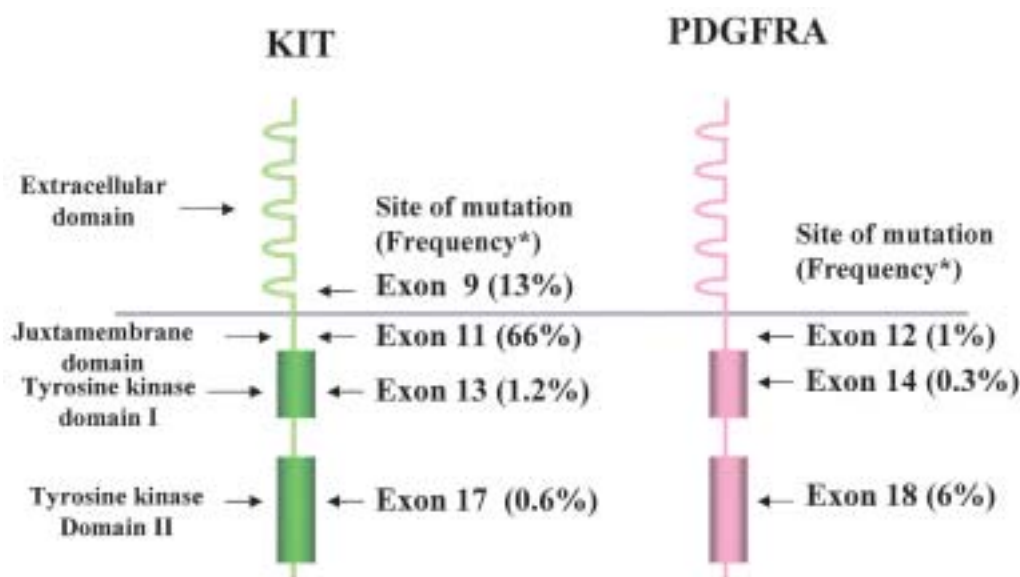 KIT
PDGFRA
Extracellular
domain
Site of mutation
(Frequency*)
Exon 9 (13%)
Site of mutation
(Frequency*)
Juxtamembrane
domain
Exon 11 (66%)
Exon 12 (1%)
Tyrosine kinase
domain I
Exon 13 (1.2%)
Exon 14 (0.3%)
Tyrosine kinase
Domain II
Exon 17 (0.6%)
Exon 18 (6%)